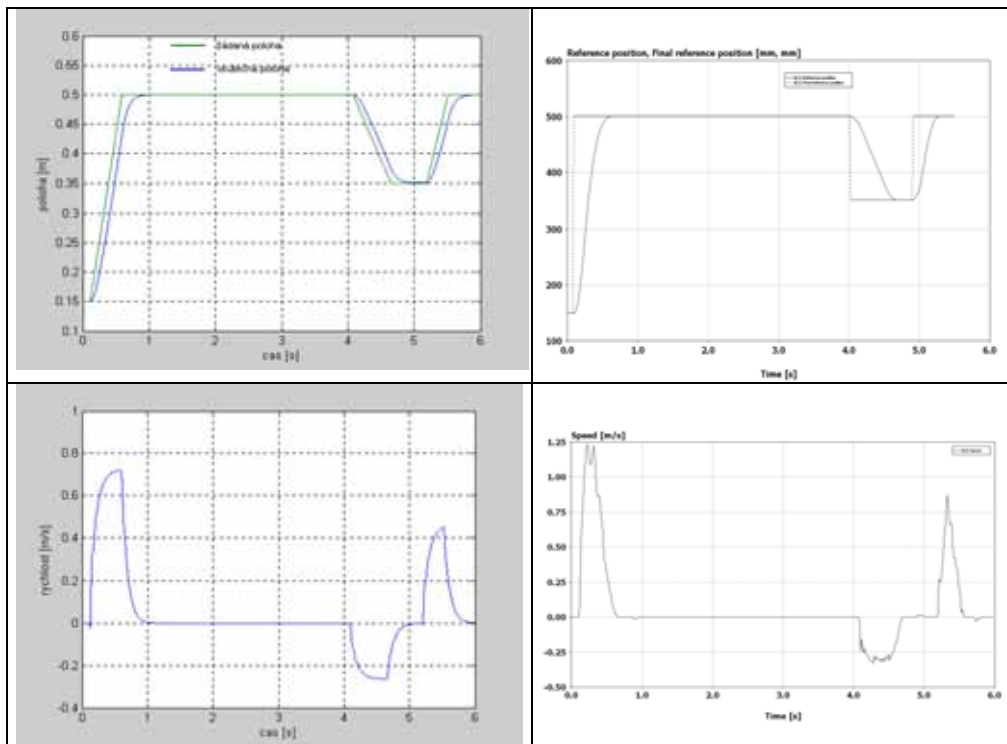 0.6
0.55
0.5
0.45
0.4
0.35
0.3
0.25
0.2
0.15
0.1
poloha [m]
žádaná poloha
skutečná poloha
0 1 2 3 4 5 6
cas [s]
Reference position, Final reference position [mm, mm]
600
500
400
300
200
100
0.0 1.0 2.0 3.0 4.0 5.0 6.0
Time [s]
1
0.8
0.6
0.4
0.2
0
-0.2
-0.4
rychlost [m/s]
0 1 2 3 4 5 6
cas [s]
Speed [m/s]
1.25
1.00
0.75
0.50
0.25
0.00
-0.25
-0.50
0.0 1.0 2.0 3.0 4.0 5.0 6.0
Time [s]